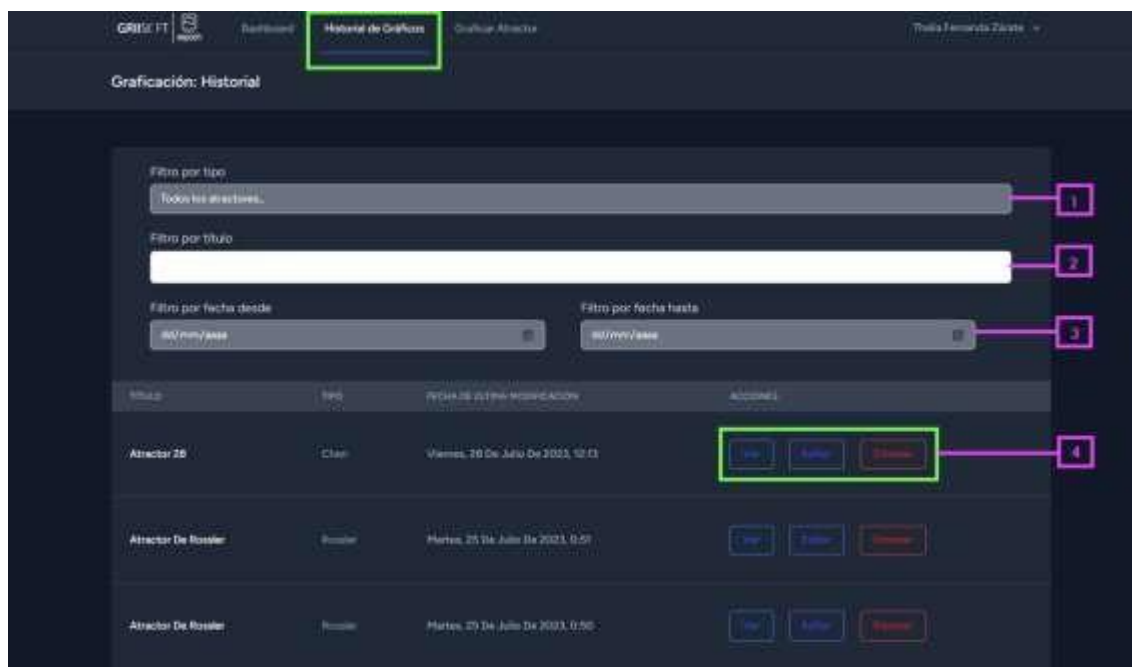 GRIISOFT espoch Dashboard Historial de Gráficos Graficar Atractor Thalia Fernanda Zárate
Graficación: Historial
Filtro por tipo
Todos los atractores..
1
Filtro por título
2
Filtro por fecha desde Filtro por fecha hasta
dd/mm/aaaa dd/mm/aaaa
3
TÍTULO TIPO FECHA DE ÚLTIMA MODIFICACIÓN ACCIONES
Atractor 28 Chen Viernes, 28 De Julio De 2023, 12:13 Ver Editar Eliminar
4
Atractor De Rossler Rossler Martes, 25 De Julio De 2023, 0:51 Ver Editar Eliminar
Atractor De Rossler Rossler Martes, 25 De Julio De 2023, 0:50 Ver Editar Eliminar